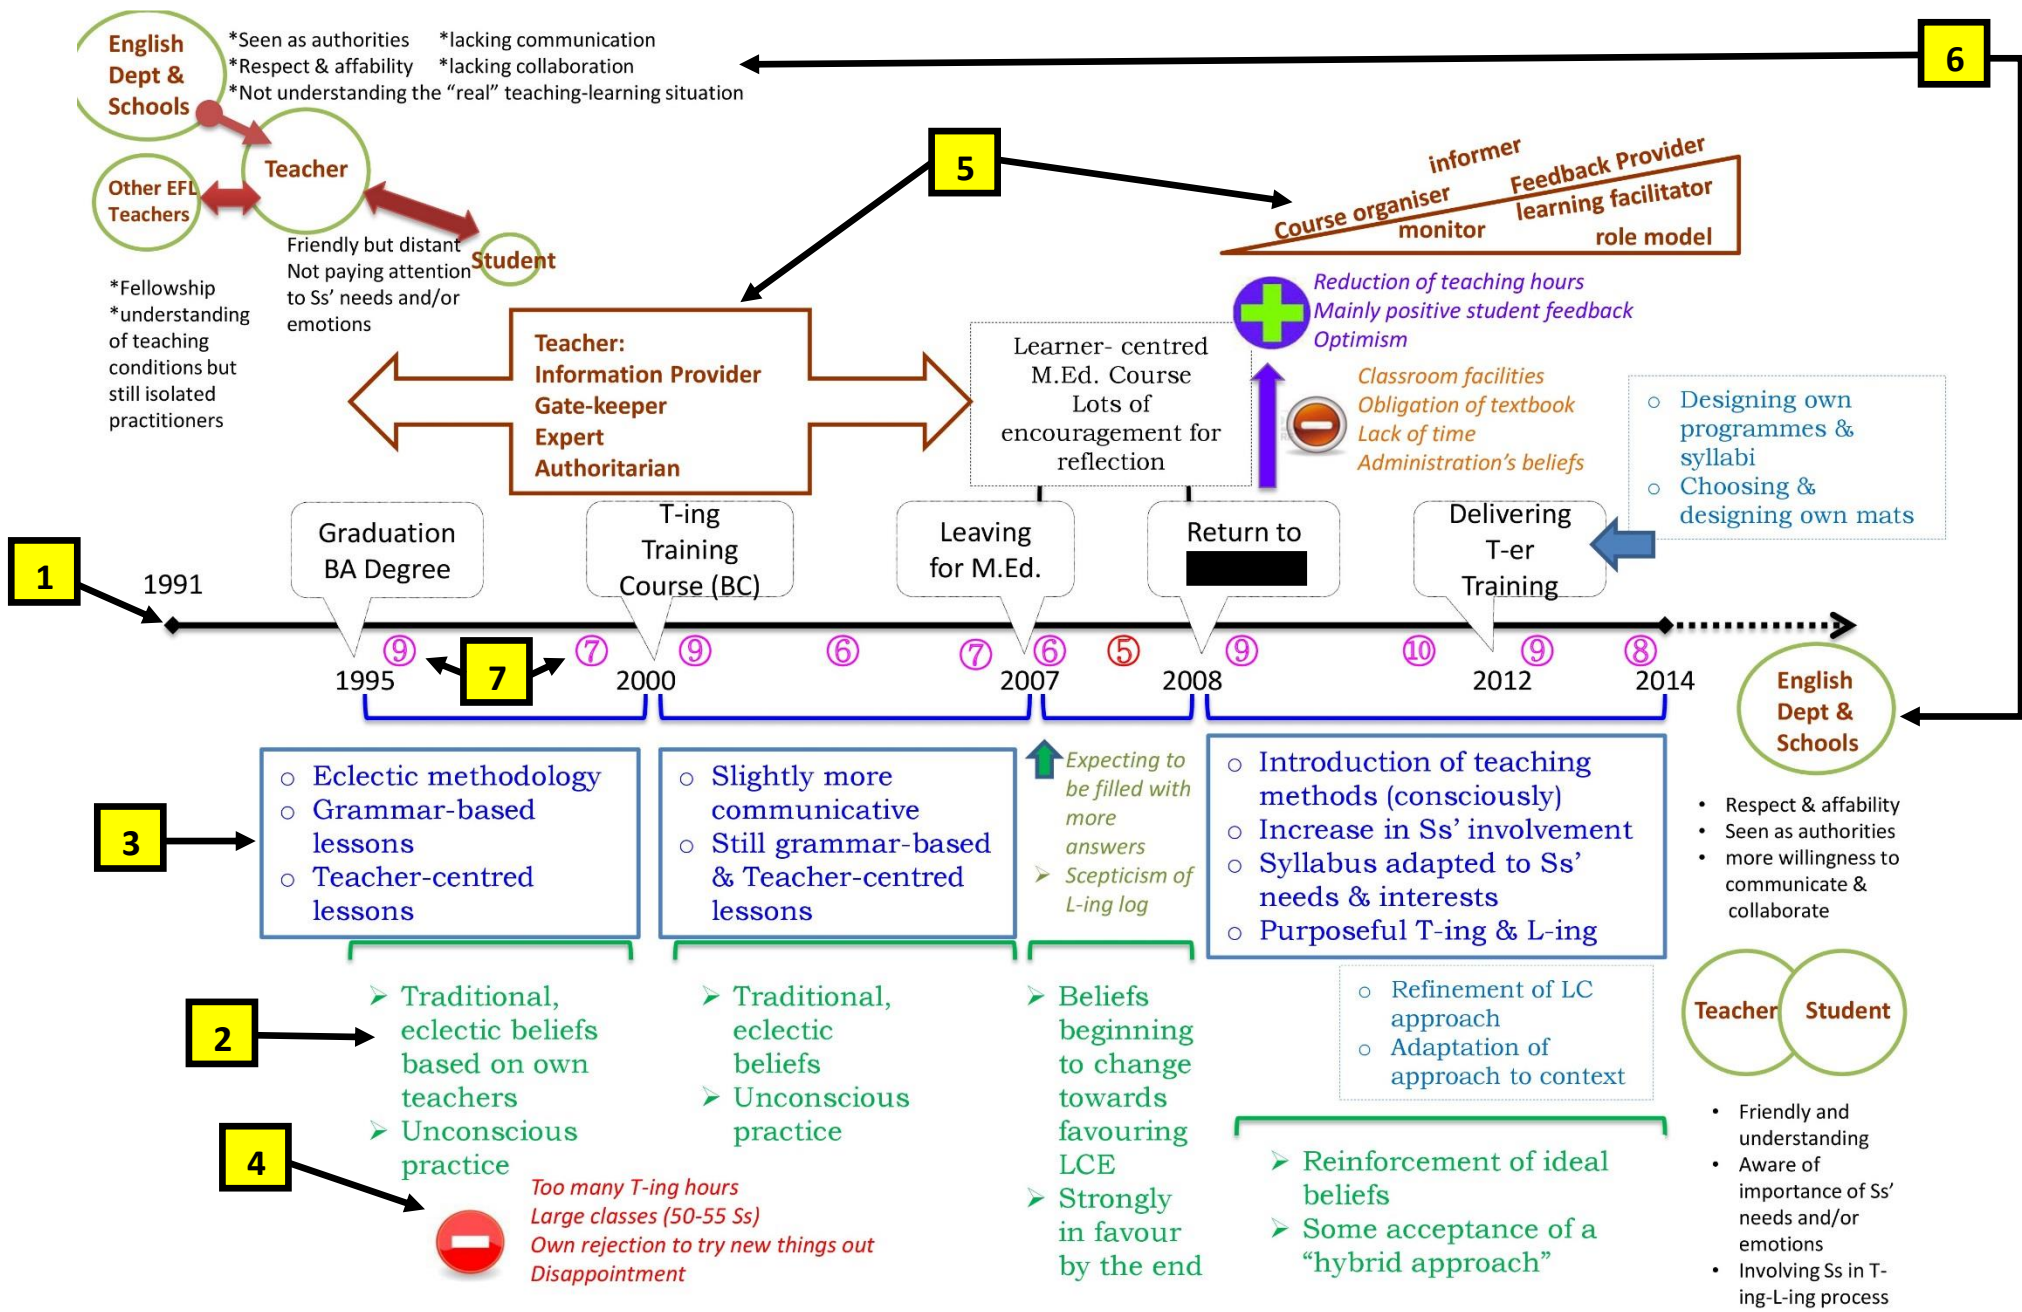 English
Dept &
Schools
*Seen as authorities *lacking communication
*Respect & affability *lacking collaboration
*Not understanding the "real" teaching-learning situation
6
Teacher
Other EFL
Teachers
Friendly but distant
Not paying attention
to Ss' needs and/or
emotions
Student
*Fellowship
*understanding
of teaching
conditions but
still isolated
practitioners
5
informer
Feedback Provider
Course organiser
learning facilitator
monitor
role model
Teacher:
Information Provider
Gate-keeper
Expert
Authoritarian
Learner- centred
M.Ed. Course
Lots of
encouragement for
reflection
Reduction of teaching hours
Mainly positive student feedback
Optimism
Classroom facilities
Obligation of textbook
Lack of time
Administration's beliefs
○ Designing own
programmes &
syllabi
○ Choosing &
designing own mats
Graduation
BA Degree
T-ing
Training
Course (BC)
Leaving
for M.Ed.
Return to
Delivering
T-er
Training
1
1991
⑨ ⑦ ⑨ ⑥ ⑦ ⑥ ⑤ ⑨ ⑩ ⑨ ⑧
7
1995 2000 2007 2008 2012 2014
English
Dept &
Schools
• Respect & affability
• Seen as authorities
• more willingness to
communicate &
collaborate
3
○ Eclectic methodology
○ Grammar-based
lessons
○ Teacher-centred
lessons
○ Slightly more
communicative
○ Still grammar-based
& Teacher-centred
lessons
Expecting to
be filled with
more
answers
➢ Scepticism of
L-ing log
○ Introduction of teaching
methods (consciously)
○ Increase in Ss' involvement
○ Syllabus adapted to Ss'
needs & interests
○ Purposeful T-ing & L-ing
2
➢ Traditional,
eclectic beliefs
based on own
teachers
➢ Unconscious
practice
➢ Traditional,
eclectic
beliefs
➢ Unconscious
practice
➢ Beliefs
beginning
to change
towards
favouring
LCE
➢ Strongly
in favour
by the end
○ Refinement of LC
approach
○ Adaptation of
approach to context
➢ Reinforcement of ideal
beliefs
➢ Some acceptance of a
"hybrid approach"
Teacher Student
• Friendly and
understanding
• Aware of
importance of Ss'
needs and/or
emotions
• Involving Ss in T-
ing-L-ing process
4
Too many T-ing hours
Large classes (50-55 Ss)
Own rejection to try new things out
Disappointment